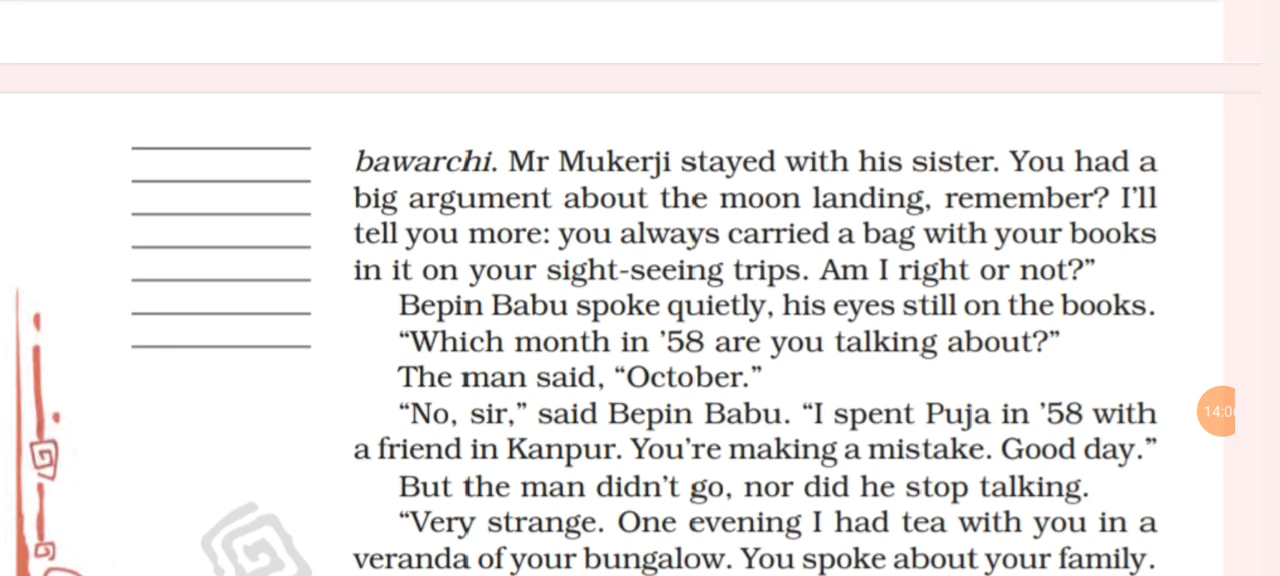 bawarchi. Mr Mukerji stayed with his sister. You had a
big argument about the moon landing, remember? I’ll
tell you more: you always carried a bag with your books
in it on your sight-seeing trips. Am I right or not?”
Bepin Babu spoke quietly, his eyes still on the books.
“Which month in ’58 are you talking about?”
The man said, “October.”
“No, sir,” said Bepin Babu. “I spent Puja in ’58 with
a friend in Kanpur. You’re making a mistake. Good day.”
But the man didn’t go, nor did he stop talking.
“Very strange. One evening I had tea with you in a
veranda of your bungalow. You spoke about your family.